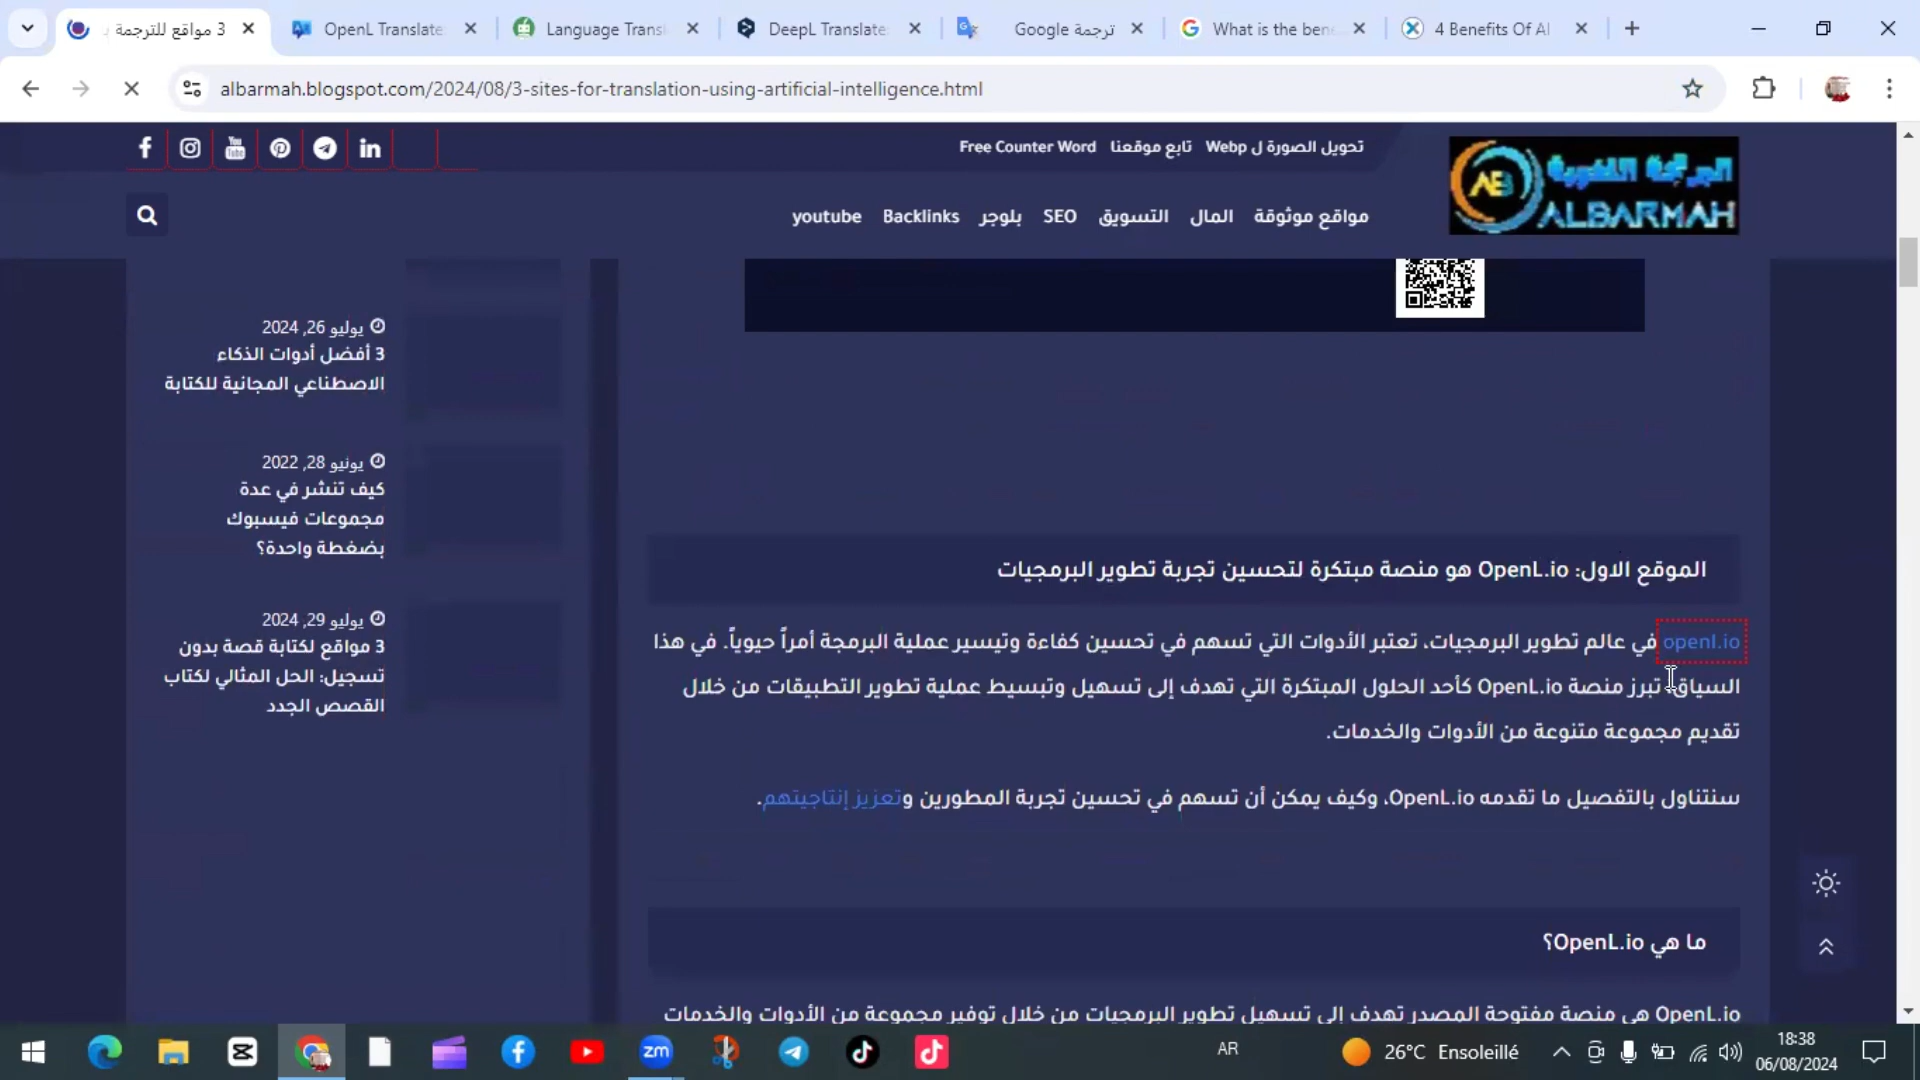 3 مواقع للترجمة ب
OpenL Translate
Language Transl
DeepL Translate
ترجمة Google
What is the bene
4 Benefits Of AI
albarmah.blogspot.com/2024/08/3-sites-for-translation-using-artificial-intelligence.html
تحويل الصورة ل Webp
تابع موقعنا
Free Counter Word
البرمجة اللغوية
ALBARMAH
مواقع موثوقة
المال
التسويق
SEO
بلوجر
Backlinks
youtube
الموقع الاول: OpenL.io هو منصة مبتكرة لتحسين تجربة تطوير البرمجيات
openl.io في عالم تطوير البرمجيات، تعتبر الأدوات التي تسهم في تحسين كفاءة وتيسير عملية البرمجة أمراً حيوياً. في هذا
السياق، تبرز منصة OpenL.io كأحد الحلول المبتكرة التي تهدف إلى تسهيل وتبسيط عملية تطوير التطبيقات من خلال
تقديم مجموعة متنوعة من الأدوات والخدمات.
سنتناول بالتفصيل ما تقدمه OpenL.io، وكيف يمكن أن تسهم في تحسين تجربة المطورين وتعزيز إنتاجيتهم.
ما هي OpenL.io؟
OpenL.io هي منصة مفتوحة المصدر تهدف إلى تسهيل تطوير البرمجيات من خلال توفير مجموعة من الأدوات والخدمات
يوليو 26, 2024
3 أفضل أدوات الذكاء
الاصطناعي المجانية للكتابة
يونيو 28, 2022
كيف تنشر في عدة
مجموعات فيسبوك
بضغطة واحدة؟
يوليو 29, 2024
3 مواقع لكتابة قصة بدون
تسجيل: الحل المثالي لكتاب
القصص الجدد
AR
26°C Ensoleillé
18:38
06/08/2024